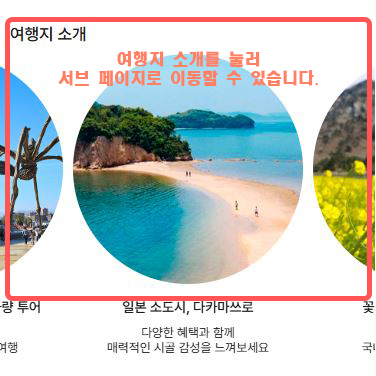 여행지 소개
여행지 소개를 눌러
서브 페이지로 이동할 수 있습니다.
일본 소도시, 다카마쓰로
다양한 혜택과 함께
매력적인 시골 감성을 느껴보세요
투어
여행
꽃